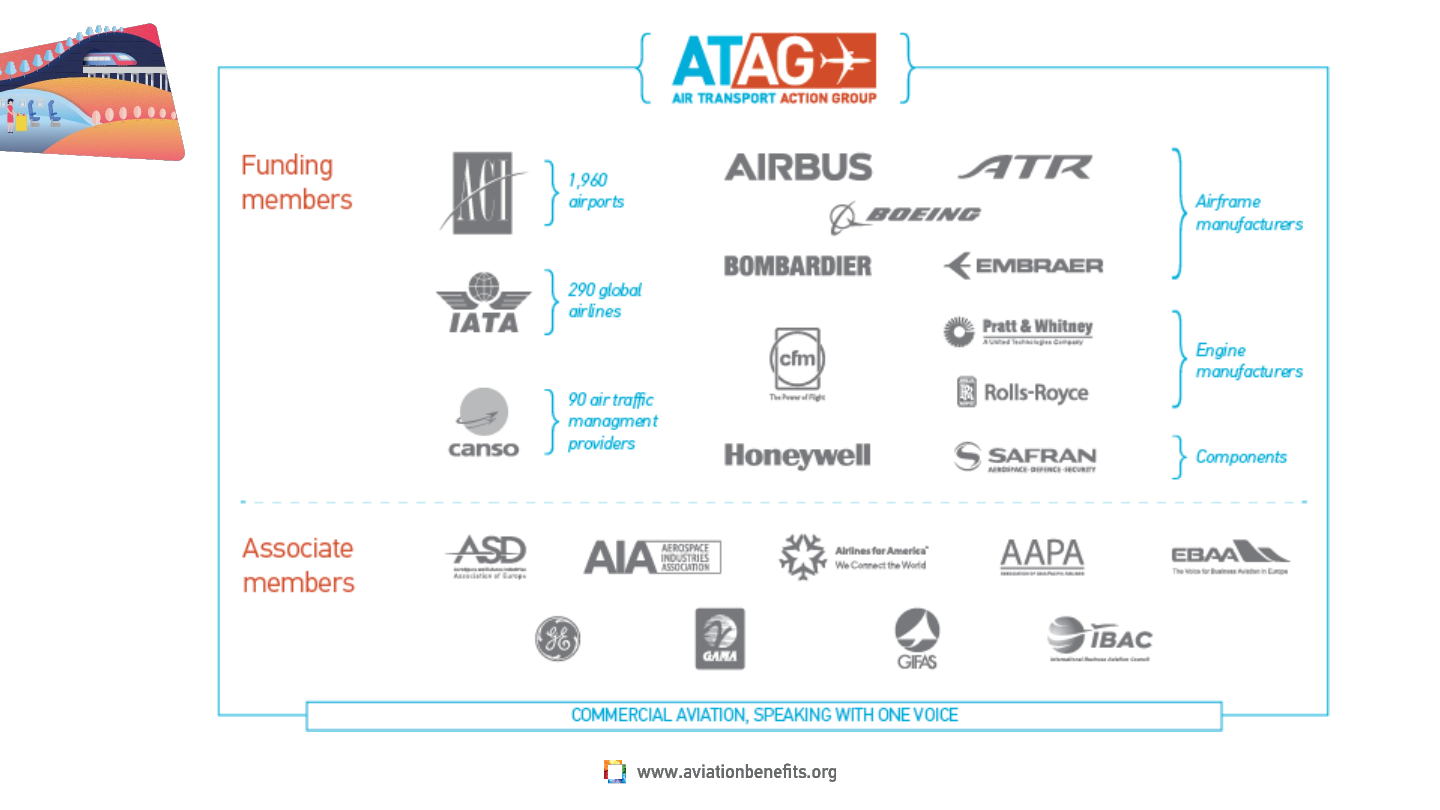 ATAG
AIR TRANSPORT ACTION GROUP
Funding
members
ACI
1,960
airports
IATA
290 global
airlines
canso
90 air traffic
managment
providers
AIRBUS
ATR
BOEING
BOMBARDIER
EMBRAER
Airframe
manufacturers
cfm
The Power of Flight
Pratt & Whitney
A United Technologies Company
Rolls-Royce
Engine
manufacturers
Honeywell
SAFRAN
AEROSPACE · DEFENCE · SECURITY
Components
Associate
members
ASD
AeroSpace and Defence Industries
Association of Europe
AIA
AEROSPACE
INDUSTRIES
ASSOCIATION
Airlines for America™
We Connect the World
AAPA
ASSOCIATION OF ASIA PACIFIC AIRLINES
EBAA
The Voice for Business Aviation in Europe
GE
GAMA
GIFAS
IBAC
International Business Aviation Council
COMMERCIAL AVIATION, SPEAKING WITH ONE VOICE
www.aviationbenefits.org